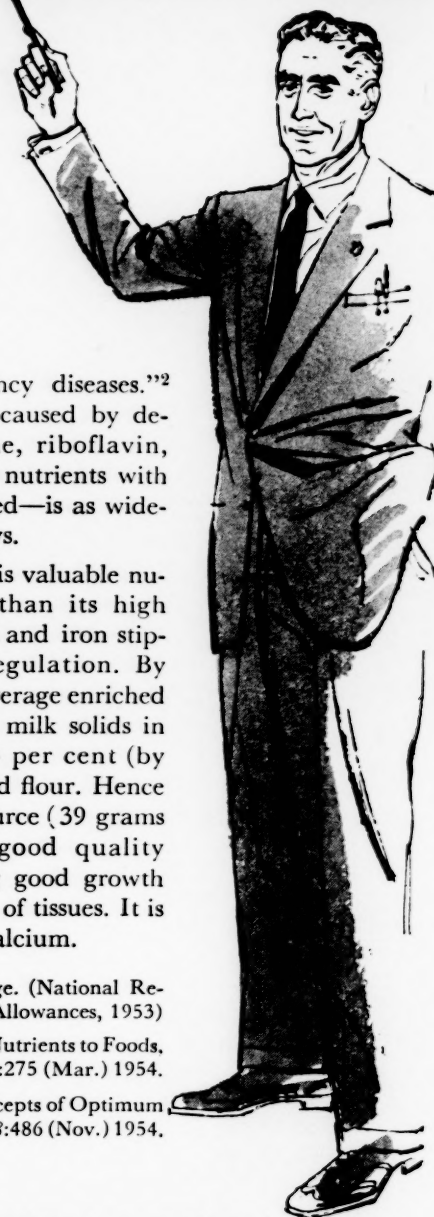 ncy diseases."2
caused by de-
e, riboflavin,
nutrients with
ed—is as wide-
ws.
is valuable nu-
than its high
and iron stip-
egulation. By
verage enriched
milk solids in
per cent (by
d flour. Hence
urce (39 grams
good quality
good growth
of tissues. It is
alcium.
ge. (National Re-
Allowances, 1953)
Nutrients to Foods,
:275 (Mar.) 1954.
cepts of Optimum
:486 (Nov.) 1954.